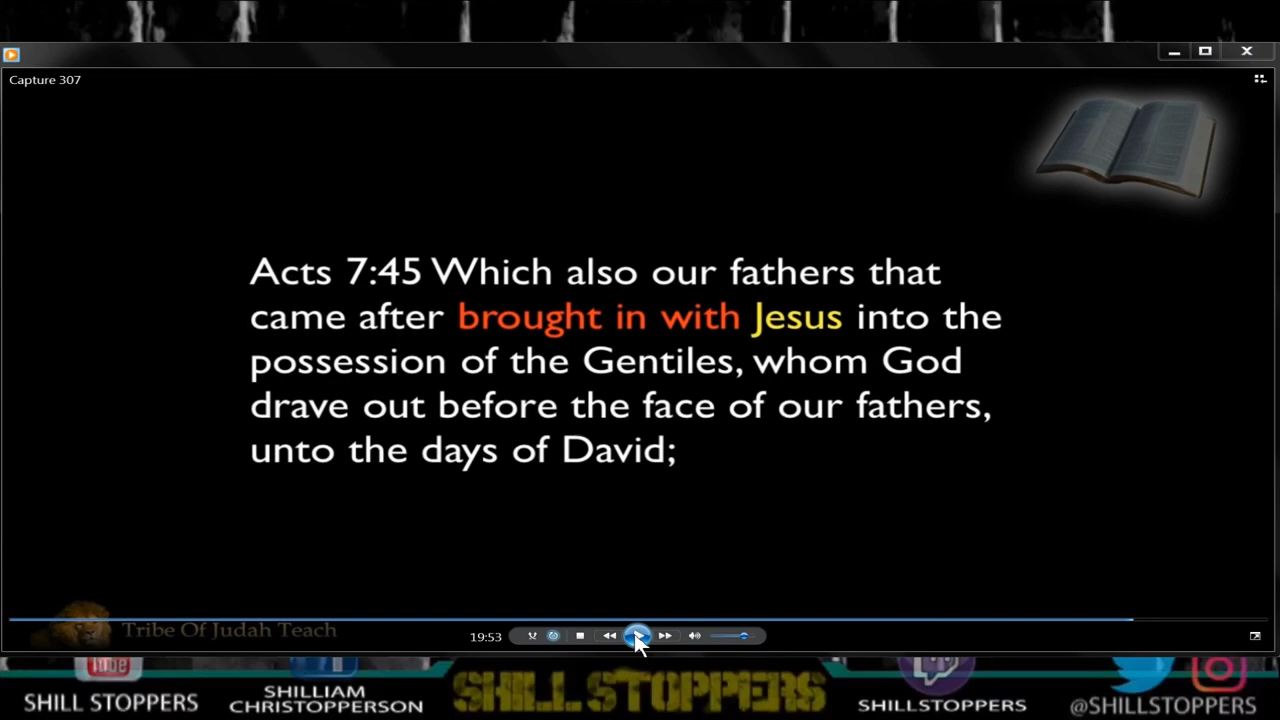 Capture 307
Acts 7:45 Which also our fathers that
came after brought in with Jesus into the
possession of the Gentiles, whom God
drave out before the face of our fathers,
unto the days of David;
Tribe Of Judah Teach
19:53
Tube
SHILL STOPPERS
SHILLIAM
CHRISTOPPERSON
SHILL STOPPERS
SHILLSTOPPERS
@SHILLSTOPPERS